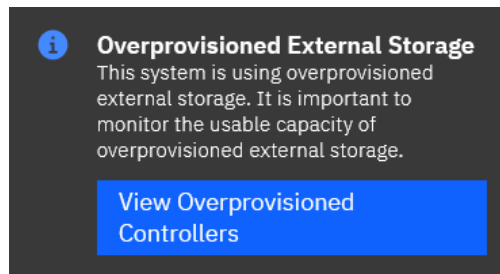 Overprovisioned External Storage
This system is using overprovisioned
external storage. It is important to
monitor the usable capacity of
overprovisioned external storage.
View Overprovisioned
Controllers